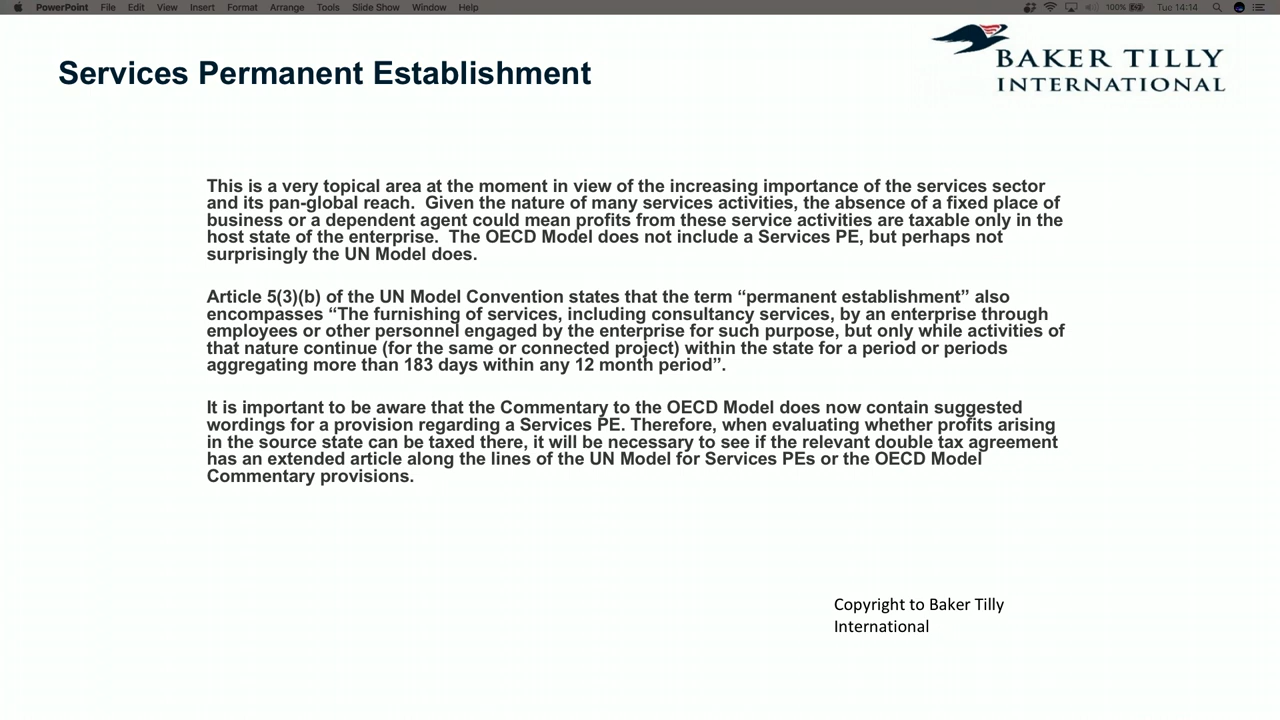 PowerPoint File Edit View Insert Format Arrange Tools Slide Show Window Help 100% Tue 14:14
BAKER TILLY
INTERNATIONAL
Services Permanent Establishment
This is a very topical area at the moment in view of the increasing importance of the services sector
and its pan-global reach.  Given the nature of many services activities, the absence of a fixed place of
business or a dependent agent could mean profits from these service activities are taxable only in the
host state of the enterprise.  The OECD Model does not include a Services PE, but perhaps not
surprisingly the UN Model does.
Article 5(3)(b) of the UN Model Convention states that the term “permanent establishment” also
encompasses “The furnishing of services, including consultancy services, by an enterprise through
employees or other personnel engaged by the enterprise for such purpose, but only while activities of
that nature continue (for the same or connected project) within the state for a period or periods
aggregating more than 183 days within any 12 month period”.
It is important to be aware that the Commentary to the OECD Model does now contain suggested
wordings for a provision regarding a Services PE. Therefore, when evaluating whether profits arising
in the source state can be taxed there, it will be necessary to see if the relevant double tax agreement
has an extended article along the lines of the UN Model for Services PEs or the OECD Model
Commentary provisions.
Copyright to Baker Tilly
International